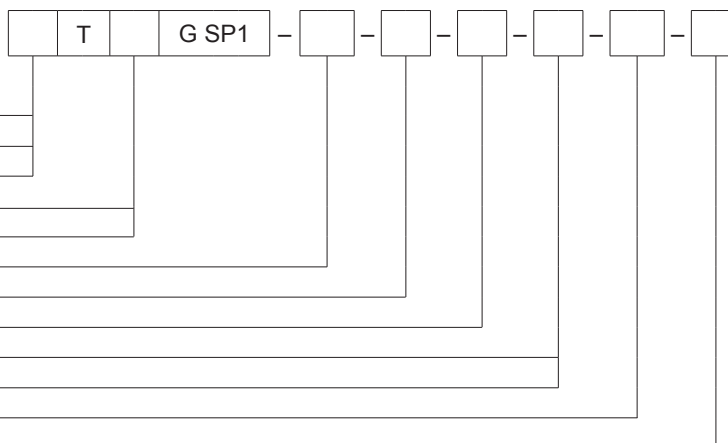 T G SP1 – – – – – –